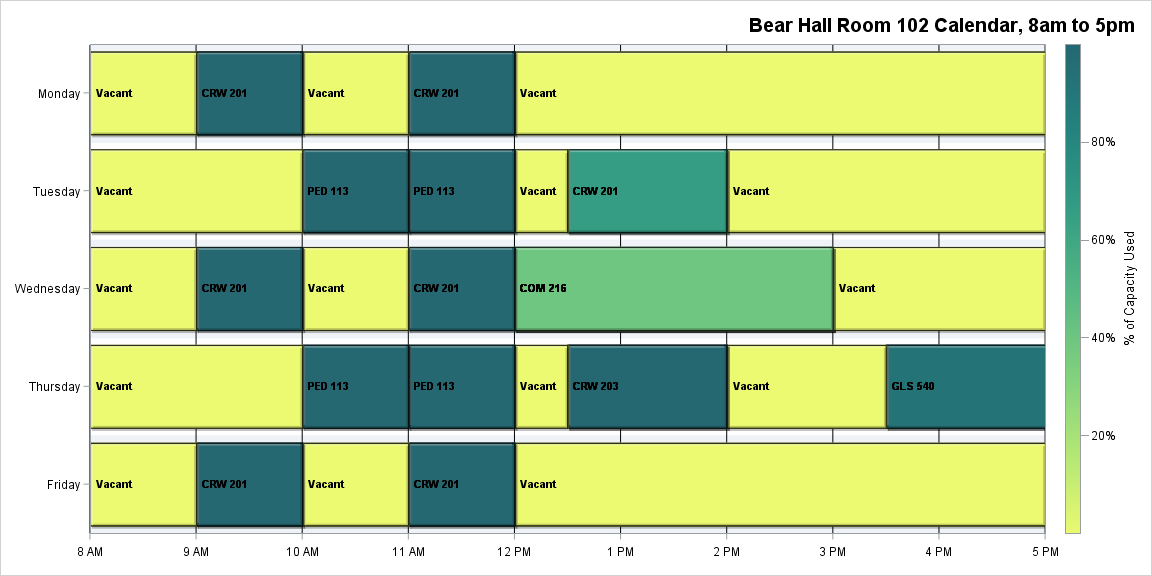 Bear Hall Room 102 Calendar, 8am to 5pm
Monday
Vacant
CRW 201
Vacant
CRW 201
Vacant
Tuesday
Vacant
PED 113
PED 113
Vacant
CRW 201
Vacant
Wednesday
Vacant
CRW 201
Vacant
CRW 201
COM 216
Vacant
Thursday
Vacant
PED 113
PED 113
Vacant
CRW 203
Vacant
GLS 540
Friday
Vacant
CRW 201
Vacant
CRW 201
Vacant
8 AM
9 AM
10 AM
11 AM
12 PM
1 PM
2 PM
3 PM
4 PM
5 PM
80%
60%
40%
20%
% of Capacity Used